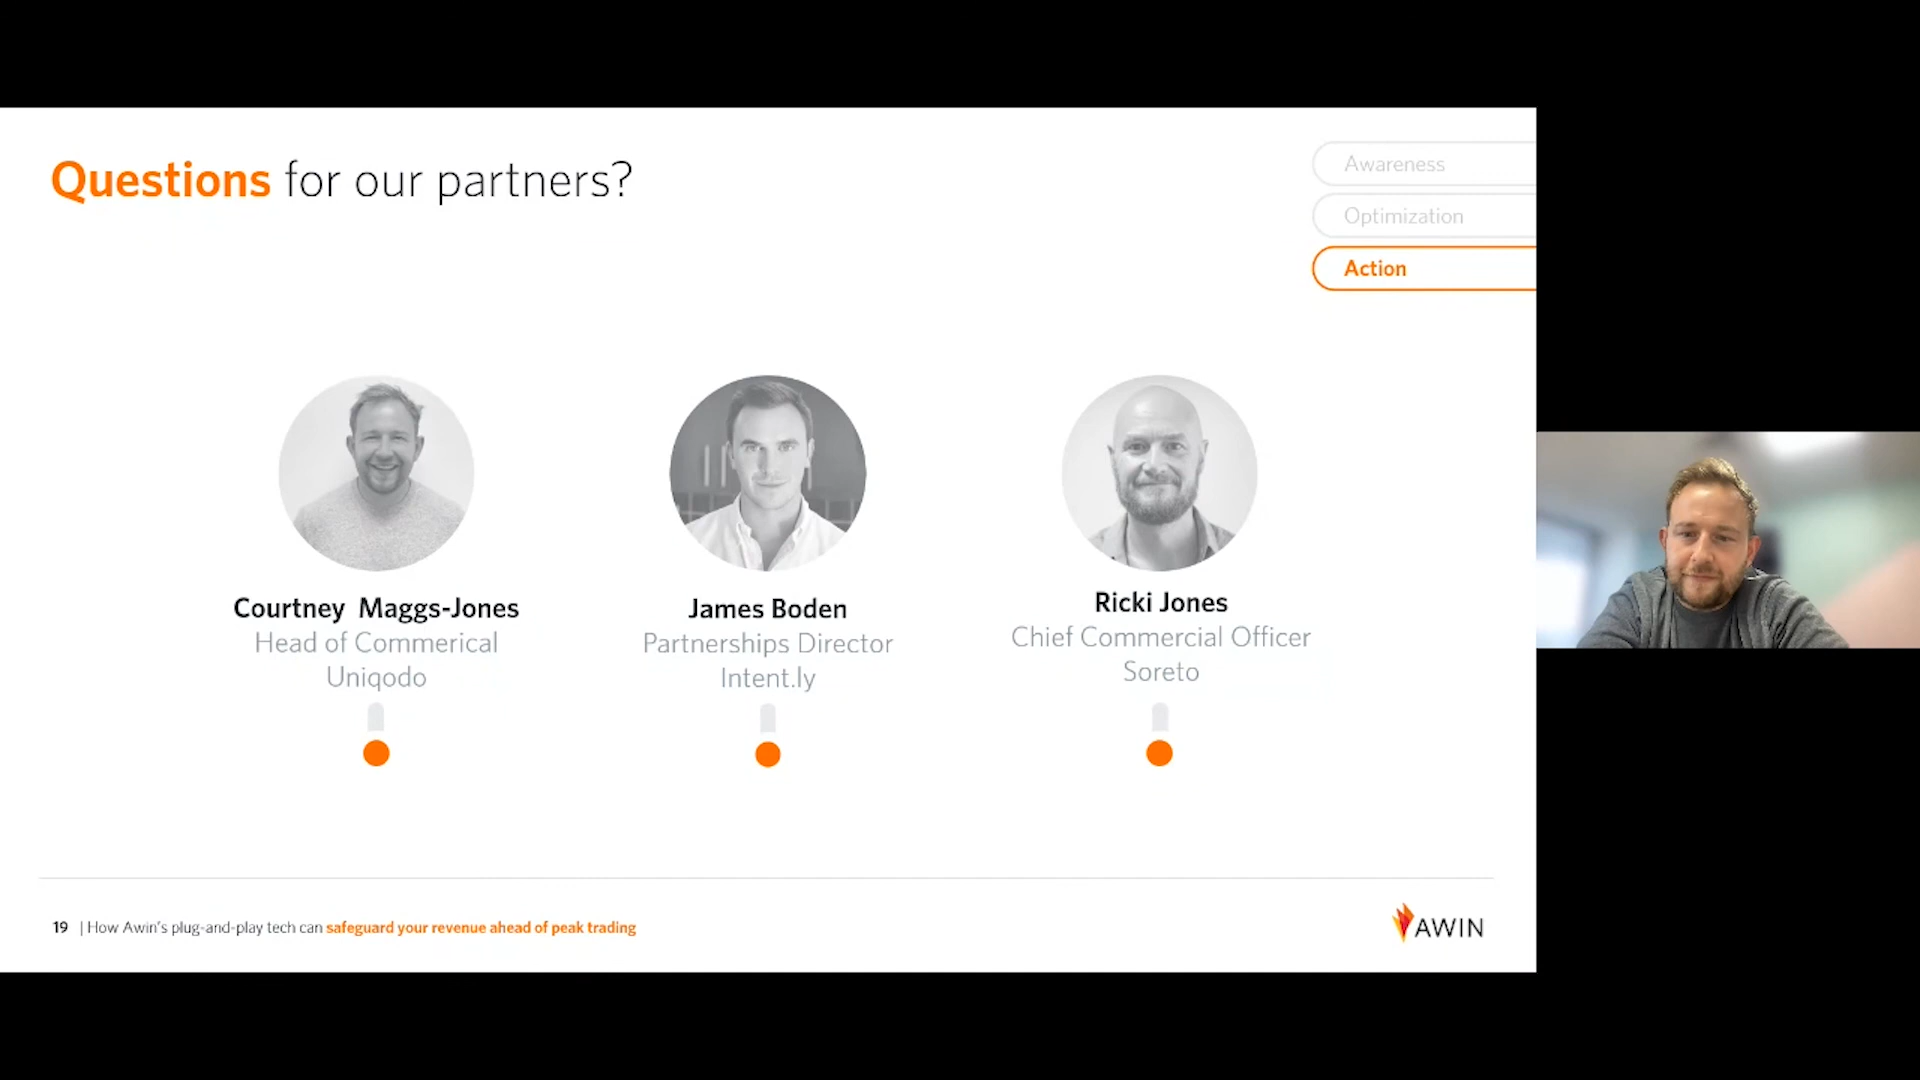 Questions for our partners?
Awareness
Optimization
Action
Courtney Maggs-Jones
Head of Commerical
Uniqodo
James Boden
Partnerships Director
Intent.ly
Ricki Jones
Chief Commercial Officer
Soreto
19 | How Awin's plug-and-play tech can safeguard your revenue ahead of peak trading
AWIN